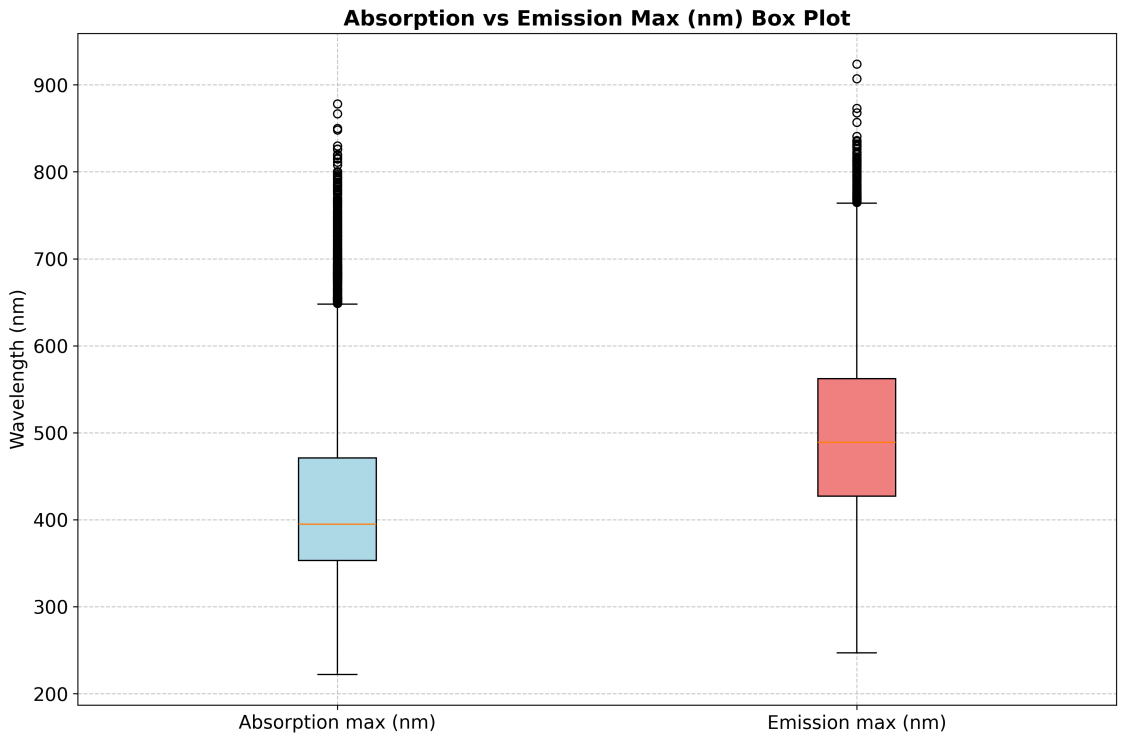 Absorption vs Emission Max (nm) Box Plot
Wavelength (nm)
900
800
700
600
500
400
300
200
Absorption max (nm)
Emission max (nm)